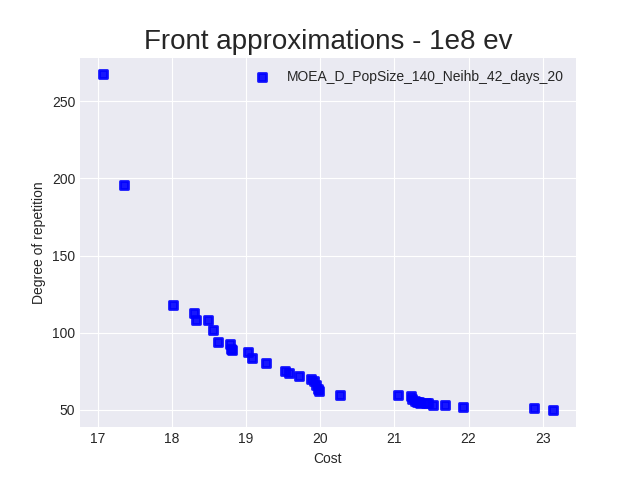 Front approximations - 1e8 ev
MOEA_D_PopSize_140_Neihb_42_days_20
250
200
150
100
50
Degree of repetition
17 18 19 20 21 22 23
Cost